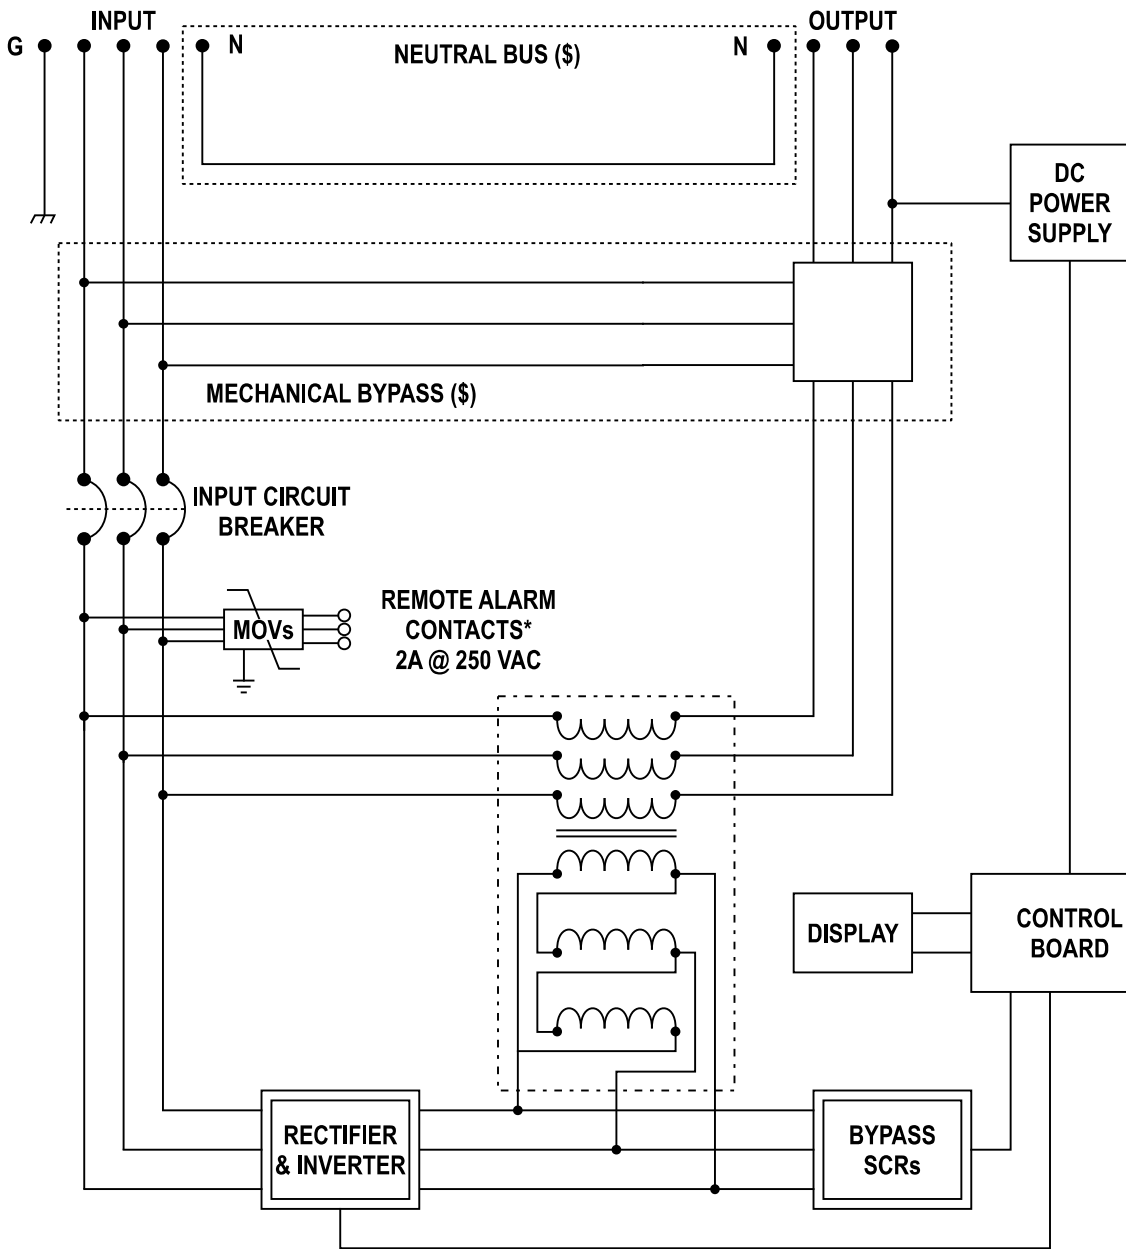 INPUT
OUTPUT
G
N
NEUTRAL BUS ($)
N
DC
POWER
SUPPLY
MECHANICAL BYPASS ($)
INPUT CIRCUIT
BREAKER
MOVs
REMOTE ALARM
CONTACTS*
2A @ 250 VAC
DISPLAY
CONTROL
BOARD
RECTIFIER
& INVERTER
BYPASS
SCRs